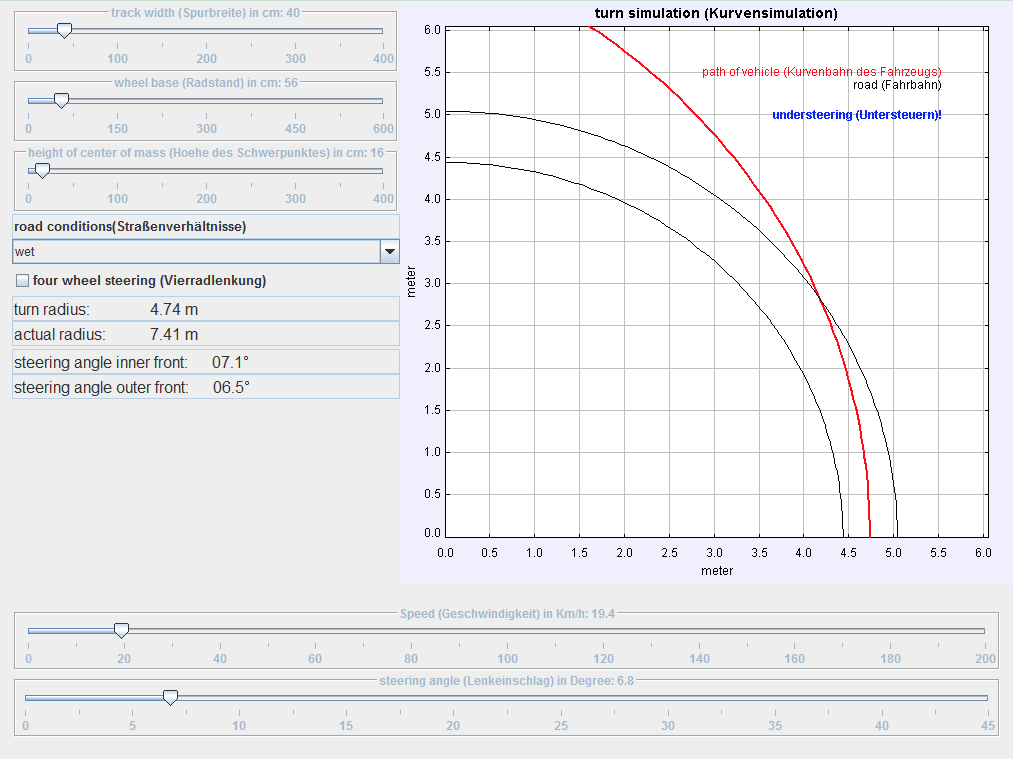 track width (Spurbreite) in cm: 40
0 100 200 300 400
wheel base (Radstand) in cm: 56
0 150 300 450 600
height of center of mass (Hoehe des Schwerpunktes) in cm: 16
0 100 200 300 400
road conditions(Straßenverhältnisse)
wet
four wheel steering (Vierradlenkung)
turn radius: 4.74 m
actual radius: 7.41 m
steering angle inner front: 07.1°
steering angle outer front: 06.5°
turn simulation (Kurvensimulation)
6.0
5.5
5.0
4.5
4.0
3.5
3.0
2.5
2.0
1.5
1.0
0.5
0.0
meter
path of vehicle (Kurvenbahn des Fahrzeugs)
road (Fahrbahn)
understeering (Untersteuern)!
0.0 0.5 1.0 1.5 2.0 2.5 3.0 3.5 4.0 4.5 5.0 5.5 6.0
meter
Speed (Geschwindigkeit) in Km/h: 19.4
0 20 40 60 80 100 120 140 160 180 200
steering angle (Lenkeinschlag) in Degree: 6.8
0 5 10 15 20 25 30 35 40 45